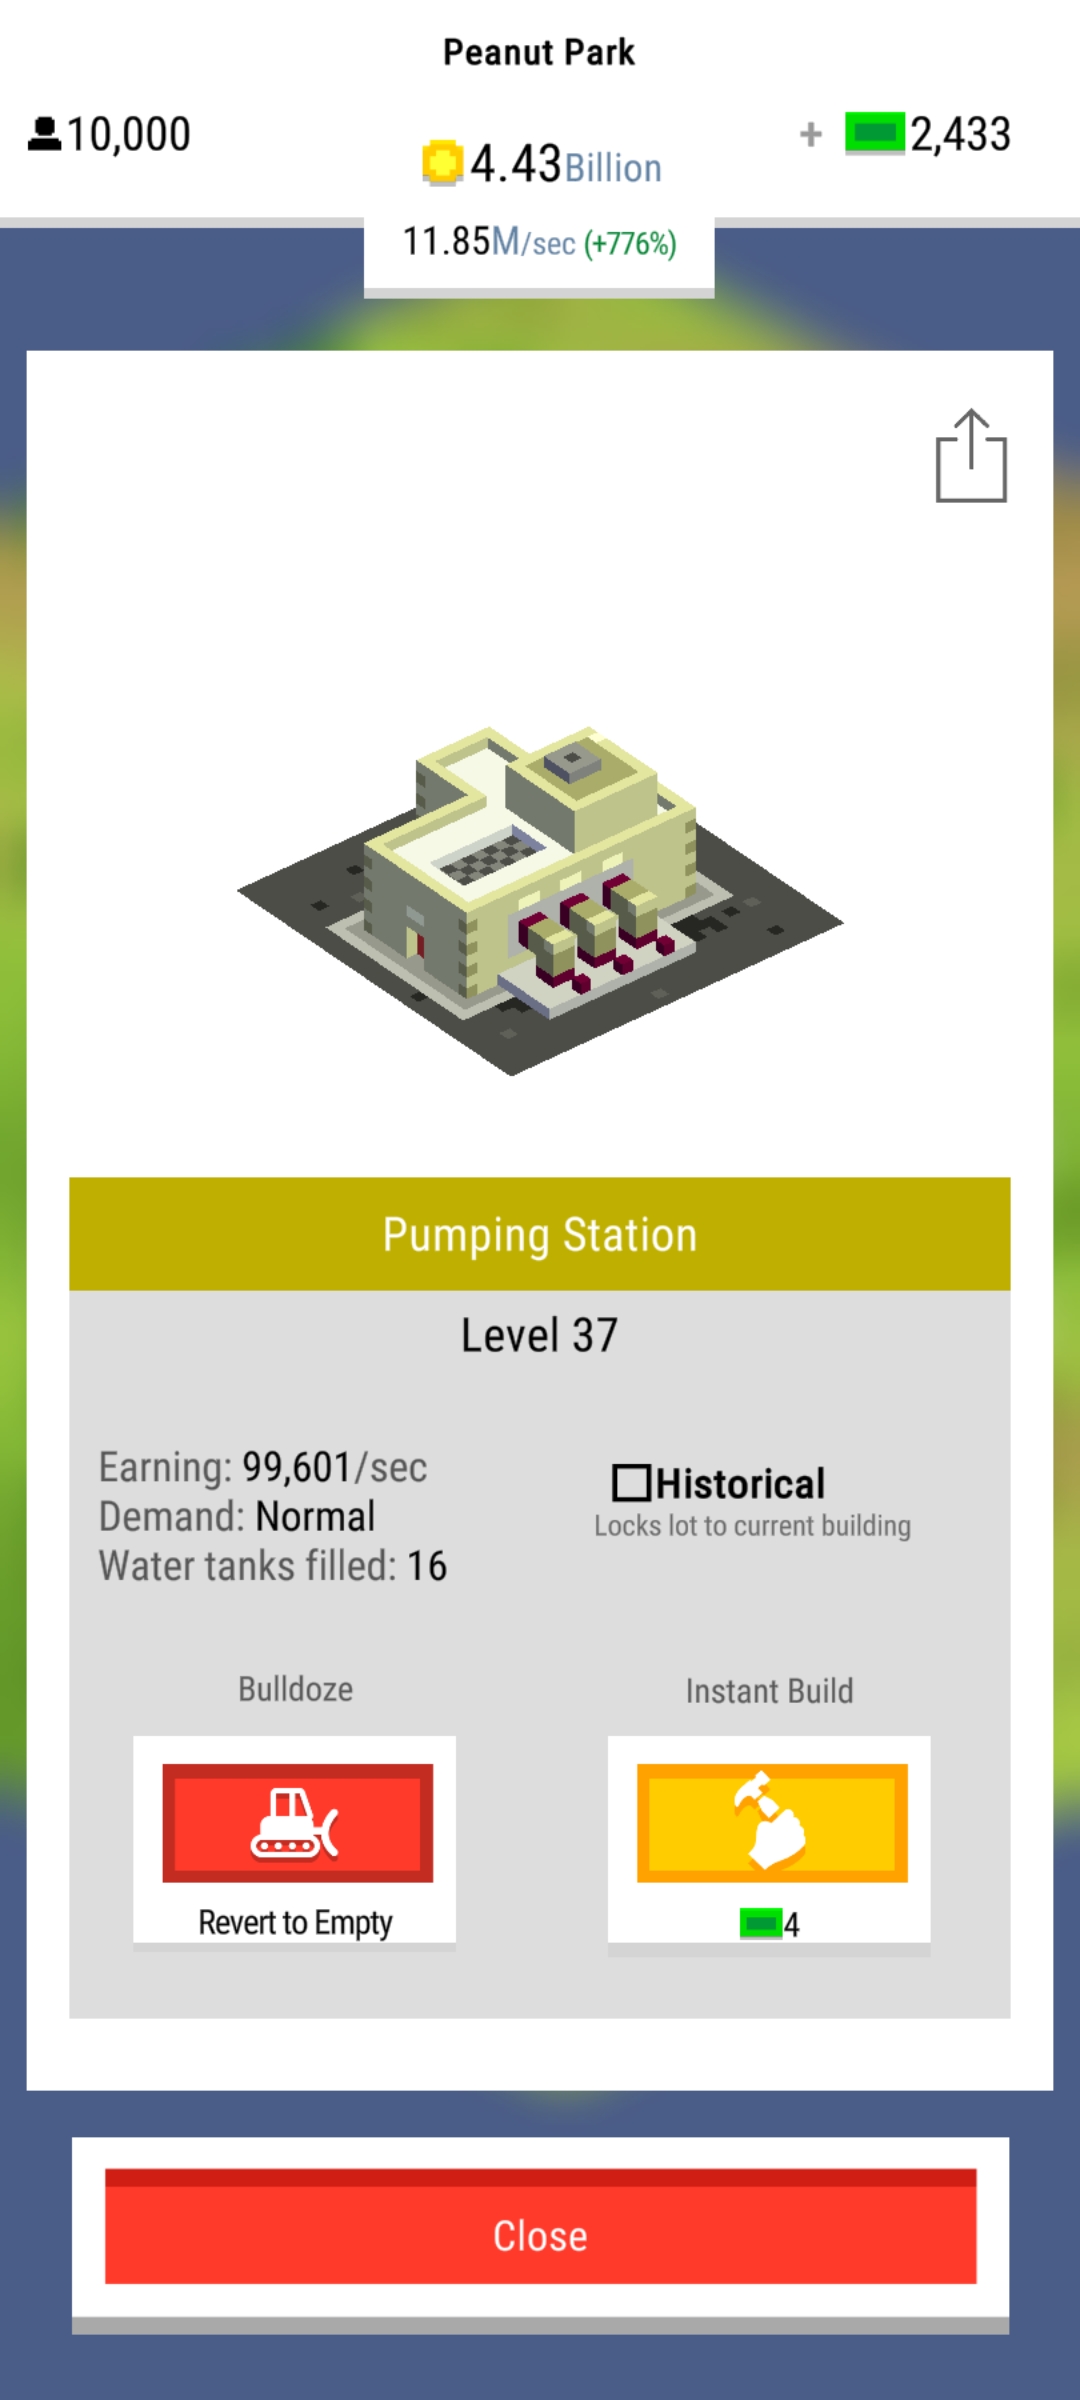 Peanut Park
10,000
4.43Billion
+ 2,433
11.85M/sec (+776%)
Pumping Station
Level 37
Earning: 99,601/sec
Demand: Normal
Water tanks filled: 16
Historical
Locks lot to current building
Bulldoze
Instant Build
Revert to Empty
4
Close